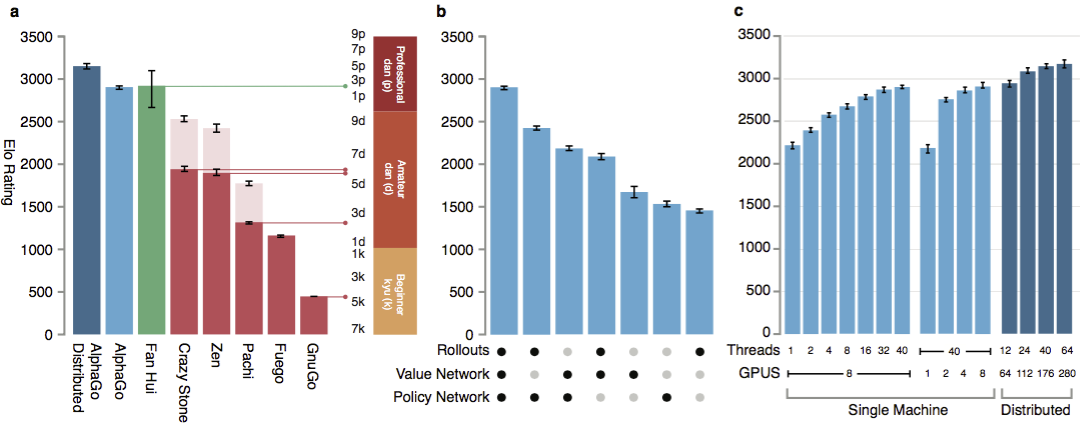 a
3500
3000
2500
2000
1500
1000
500
0
Elo Rating
AlphaGo Distributed
AlphaGo
Fan Hui
Crazy Stone
Zen
Pachi
Fuego
GnuGo
9p
7p
5p
3p
1p
9d
7d
5d
3d
1d
1k
3k
5k
7k
Professional
dan (p)
Amateur
dan (d)
Beginner
kyu (k)
b
3500
3000
2500
2000
1500
1000
500
0
Rollouts
Value Network
Policy Network
c
3500
3000
2500
2000
1500
1000
500
0
Threads 1 2 4 8 16 32 40 40 12 24 40 64
GPUS 8 1 2 4 8 64 112 176 280
Single Machine Distributed